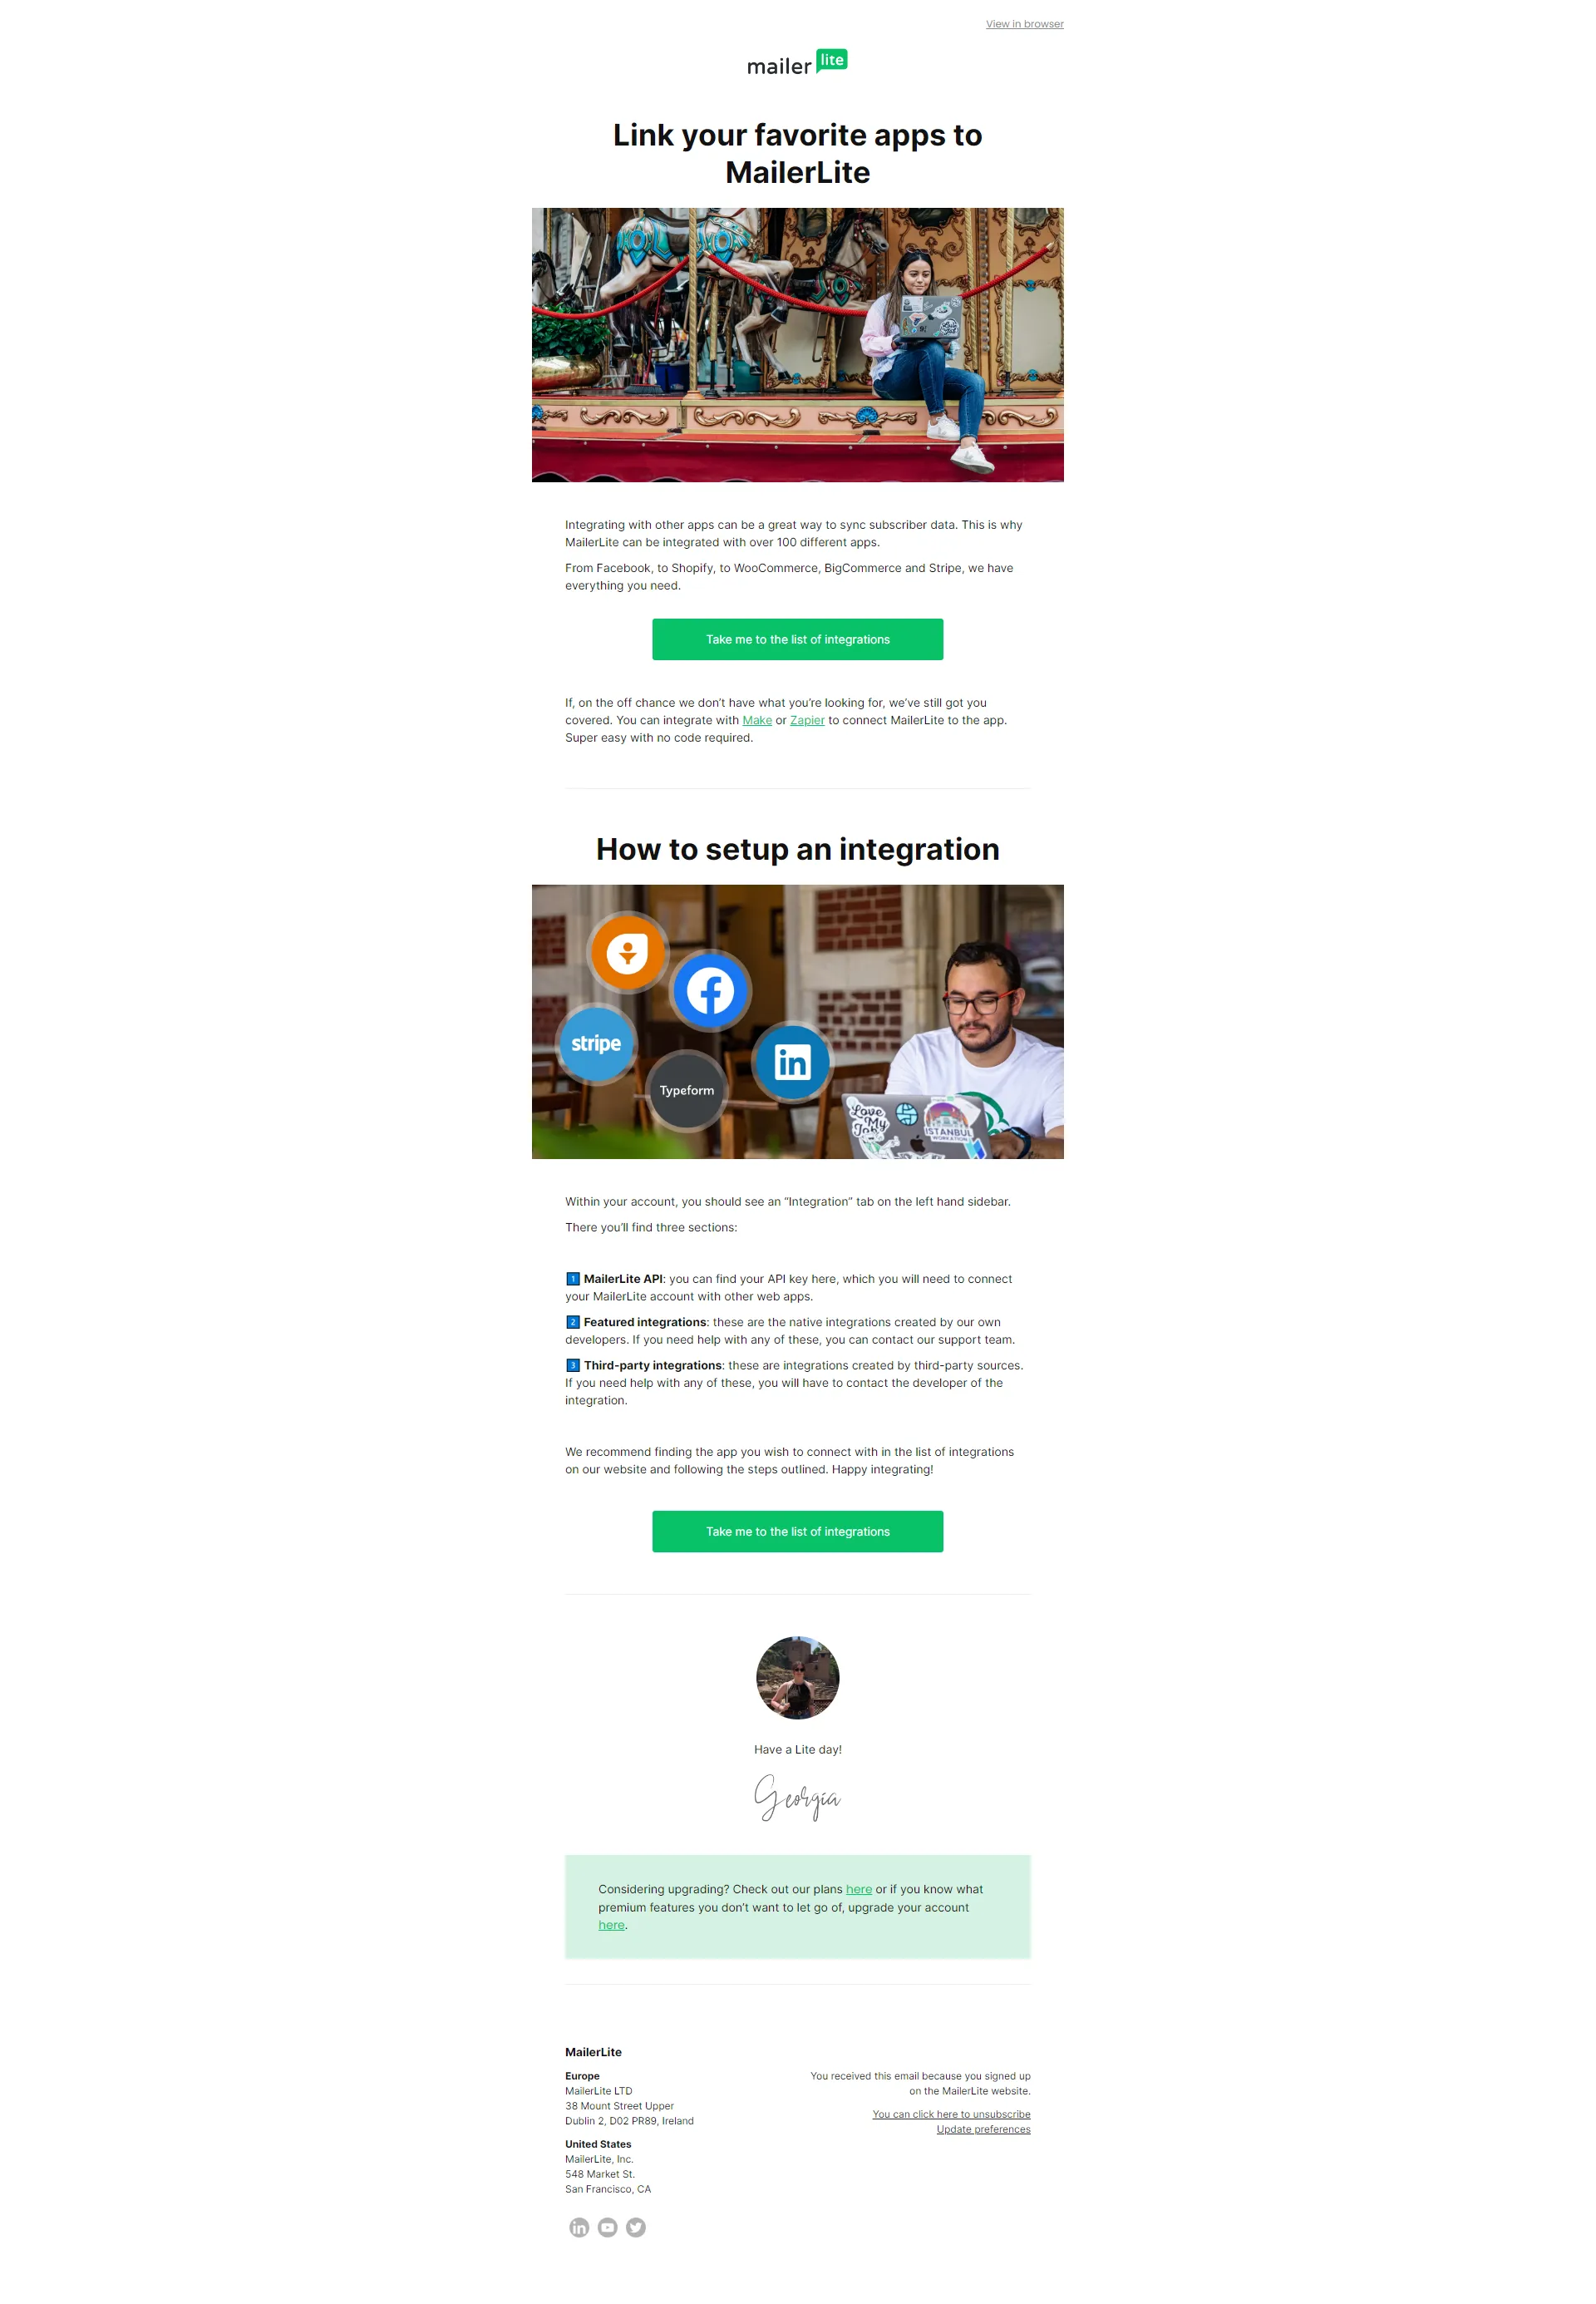 View in browser
mailer lite
Link your favorite apps to
MailerLite
Integrating with other apps can be a great way to sync subscriber data. This is why
MailerLite can be integrated with over 100 different apps.
From Facebook, to Shopify, to WooCommerce, BigCommerce and Stripe, we have
everything you need.
Take me to the list of integrations
If, on the off chance we don’t have what you’re looking for, we’ve still got you
covered. You can integrate with Make or Zapier to connect MailerLite to the app.
Super easy with no code required.
How to setup an integration
stripe
Typeform
in
Love
My
Job
ISTANBUL
WORKATION
Within your account, you should see an “Integration” tab on the left hand sidebar.
There you’ll find three sections:
1 MailerLite API: you can find your API key here, which you will need to connect
your MailerLite account with other web apps.
2 Featured integrations: these are the native integrations created by our own
developers. If you need help with any of these, you can contact our support team.
3 Third-party integrations: these are integrations created by third-party sources.
If you need help with any of these, you will have to contact the developer of the
integration.
We recommend finding the app you wish to connect with in the list of integrations
on our website and following the steps outlined. Happy integrating!
Take me to the list of integrations
Have a Lite day!
Georgia
Considering upgrading? Check out our plans here or if you know what
premium features you don’t want to let go of, upgrade your account
here.
MailerLite
Europe
MailerLite LTD
38 Mount Street Upper
Dublin 2, D02 PR89, Ireland
United States
MailerLite, Inc.
548 Market St.
San Francisco, CA
You received this email because you signed up
on the MailerLite website.
You can click here to unsubscribe
Update preferences